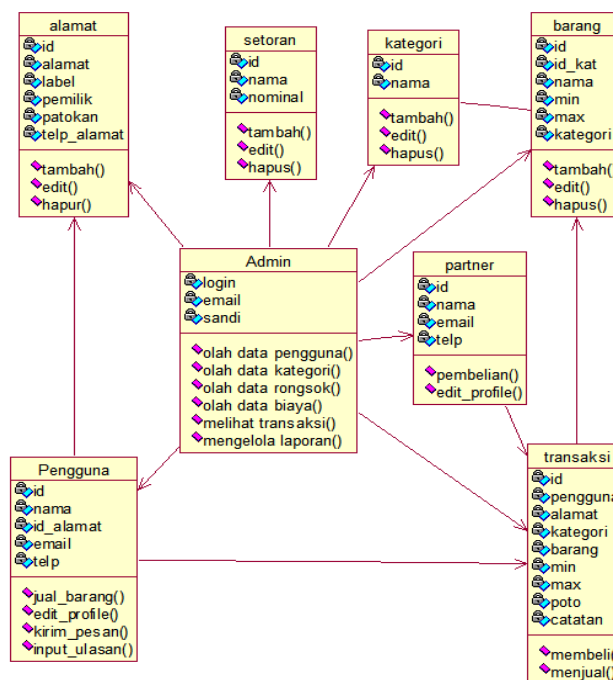 alamat
id
alamat
label
pemilik
patokan
telp_alamat
tambah()
edit()
hapur()
setoran
id
nama
nominal
tambah()
edit()
hapus()
kategori
id
nama
tambah()
edit()
hapus()
barang
id
id_kat
nama
min
max
kategori
tambah()
edit()
hapus()
Admin
login
email
sandi
olah data pengguna()
olah data kategori()
olah data rongsok()
olah data biaya()
melihat transaksi()
mengelola laporan()
partner
id
nama
email
telp
pembelian()
edit_profile()
Pengguna
id
nama
id_alamat
email
telp
jual_barang()
edit_profile()
kirim_pesan()
input_ulasan()
transaksi
id
pengguna
alamat
kategori
barang
min
max
poto
catatan
membeli()
menjual()